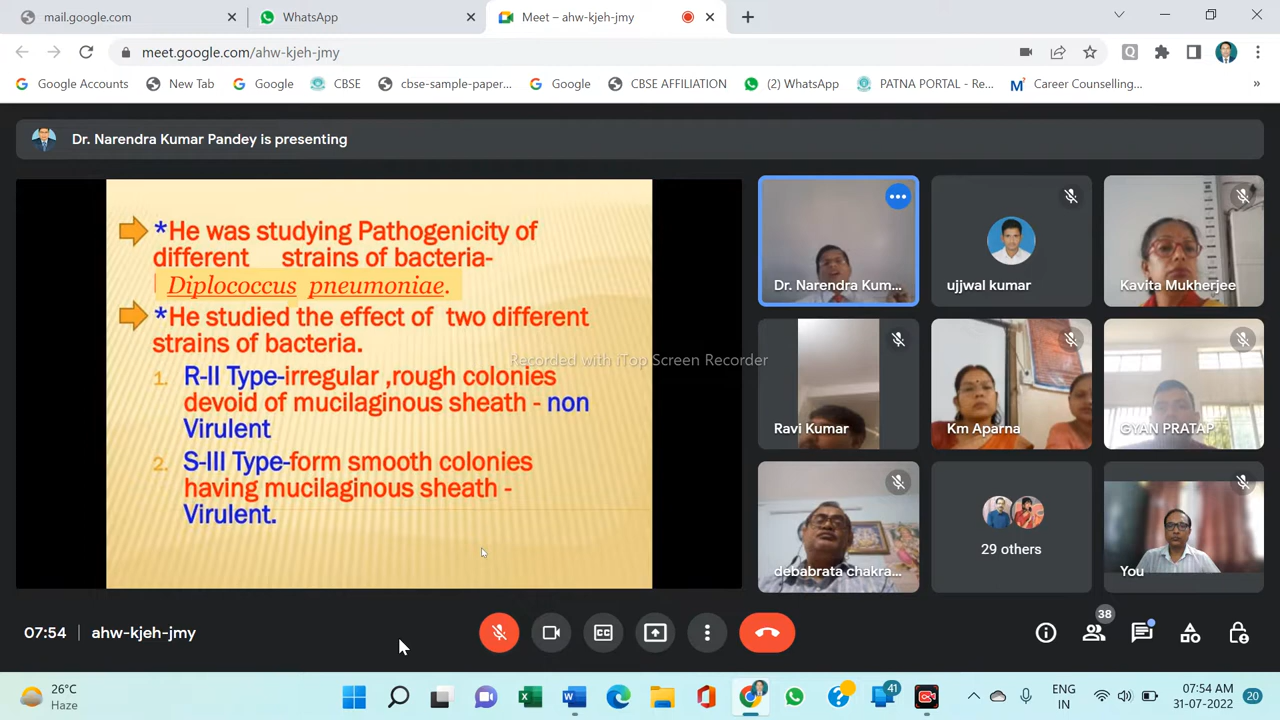 mail.google.com
WhatsApp
Meet – ahw-kjeh-jmy
meet.google.com/ahw-kjeh-jmy
Google Accounts
New Tab
Google
CBSE
cbse-sample-paper...
Google
CBSE AFFILIATION
(2) WhatsApp
PATNA PORTAL - Re...
Career Counselling...
Dr. Narendra Kumar Pandey is presenting
*He was studying Pathogenicity of
different strains of bacteria-
Diplococcus pneumoniae.
*He studied the effect of two different
strains of bacteria.
1. R-II Type-irregular ,rough colonies
devoid of mucilaginous sheath - non
Virulent
2. S-III Type-form smooth colonies
having mucilaginous sheath -
Virulent.
Recorded with iTop Screen Recorder
Dr. Narendra Kum...
ujjwal kumar
Kavita Mukherjee
Ravi Kumar
Km Aparna
GYAN PRATAP
debabrata chakra...
29 others
You
07:54 | ahw-kjeh-jmy
CC
38
26°C
Haze
41
ENG
IN
07:54 AM
31-07-2022
20